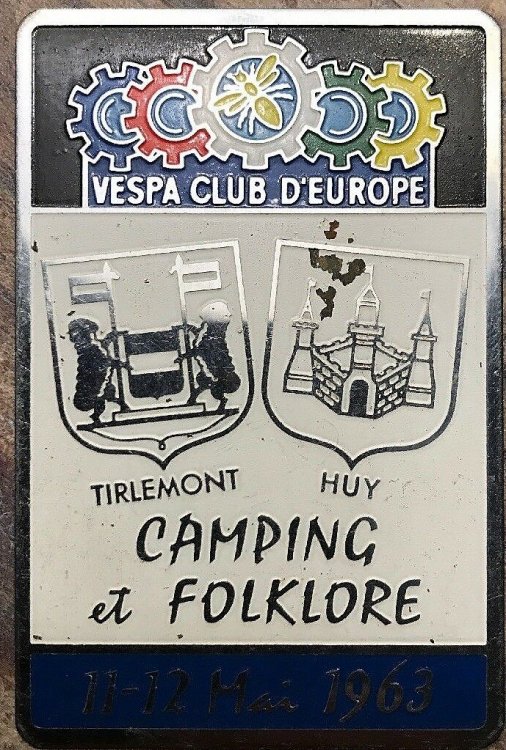 VESPA CLUB D'EUROPE
TIRLEMONT HUY
CAMPING
et FOLKLORE
11-12 Mai 1963